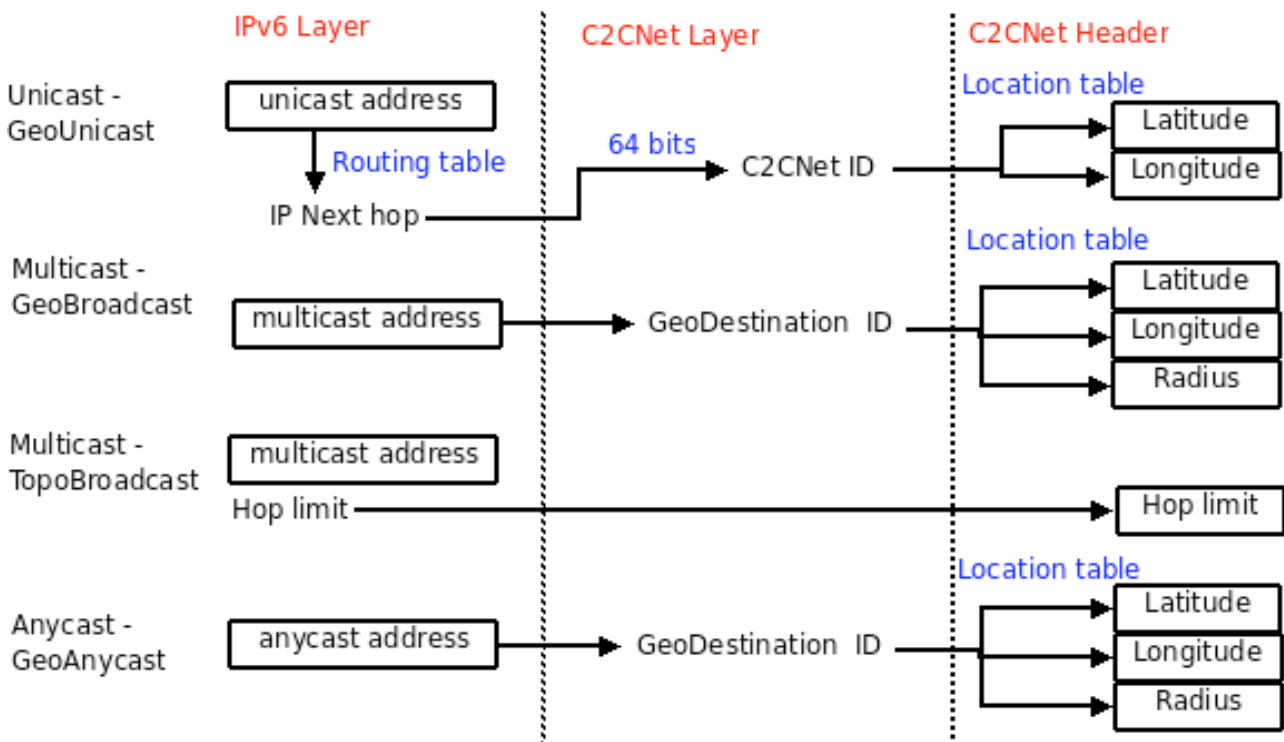 IPv6 Layer
C2CNet Layer
C2CNet Header
Unicast -
GeoUnicast
unicast address
Routing table
IP Next hop
64 bits
C2CNet ID
Location table
Latitude
Longitude
Multicast -
GeoBroadcast
multicast address
GeoDestination ID
Location table
Latitude
Longitude
Radius
Multicast -
TopoBroadcast
multicast address
Hop limit
Hop limit
Anycast -
GeoAnycast
anycast address
GeoDestination ID
Location table
Latitude
Longitude
Radius